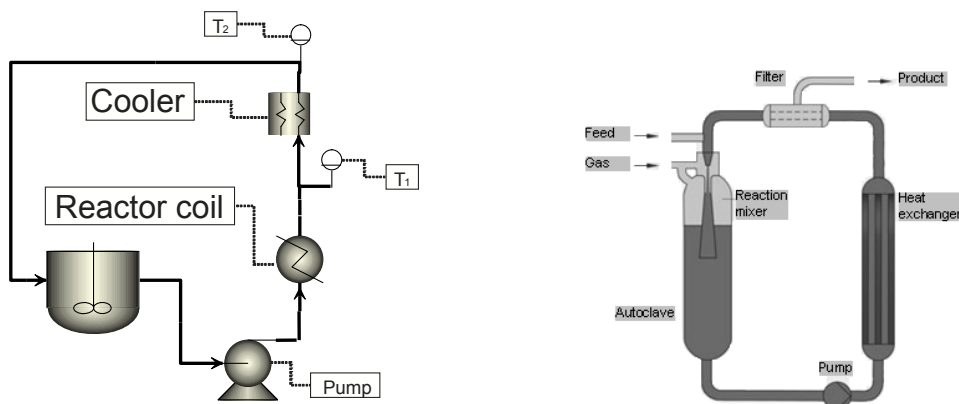 T₂
Cooler
T₁
Reactor coil
Pump
Filter
Product
Feed
Gas
Reaction
mixer
Heat
exchanger
Autoclave
Pump